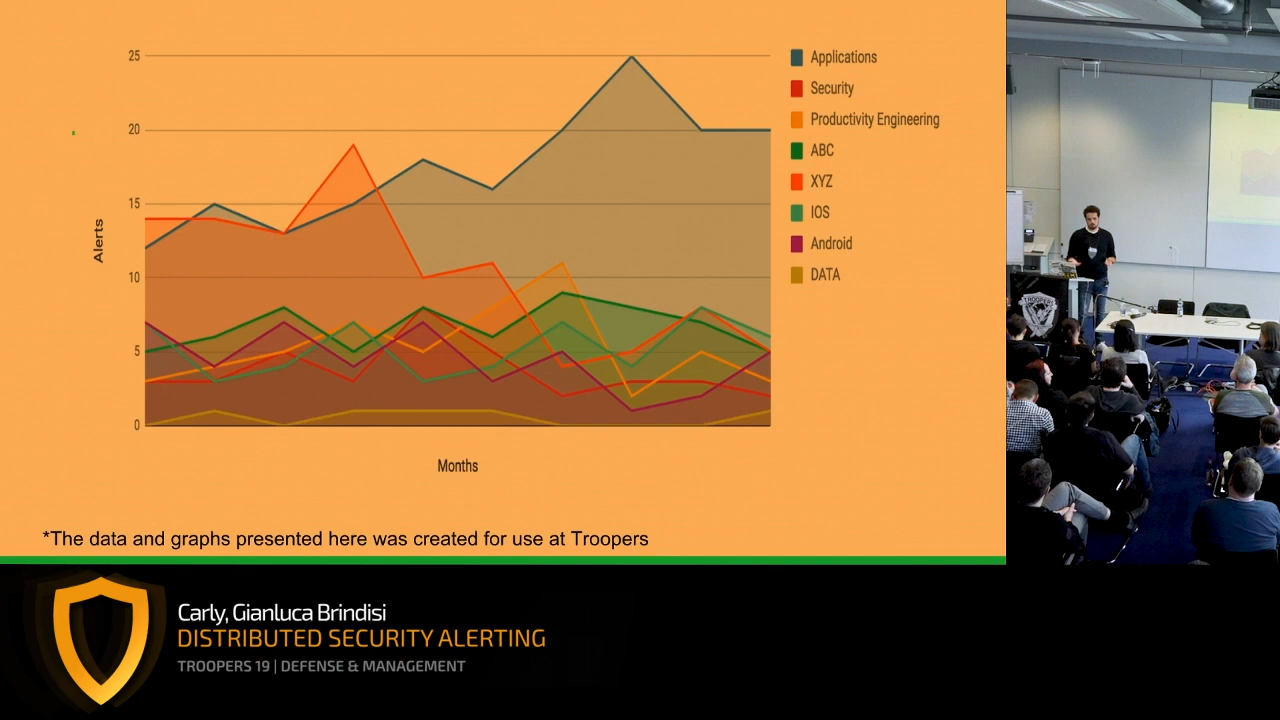 25
20
15
10
5
0
Alerts
Months
Applications
Security
Productivity Engineering
ABC
XYZ
IOS
Android
DATA
*The data and graphs presented here was created for use at Troopers
TROOPERS
Carly, Gianluca Brindisi
DISTRIBUTED SECURITY ALERTING
TROOPERS 19 | DEFENSE & MANAGEMENT